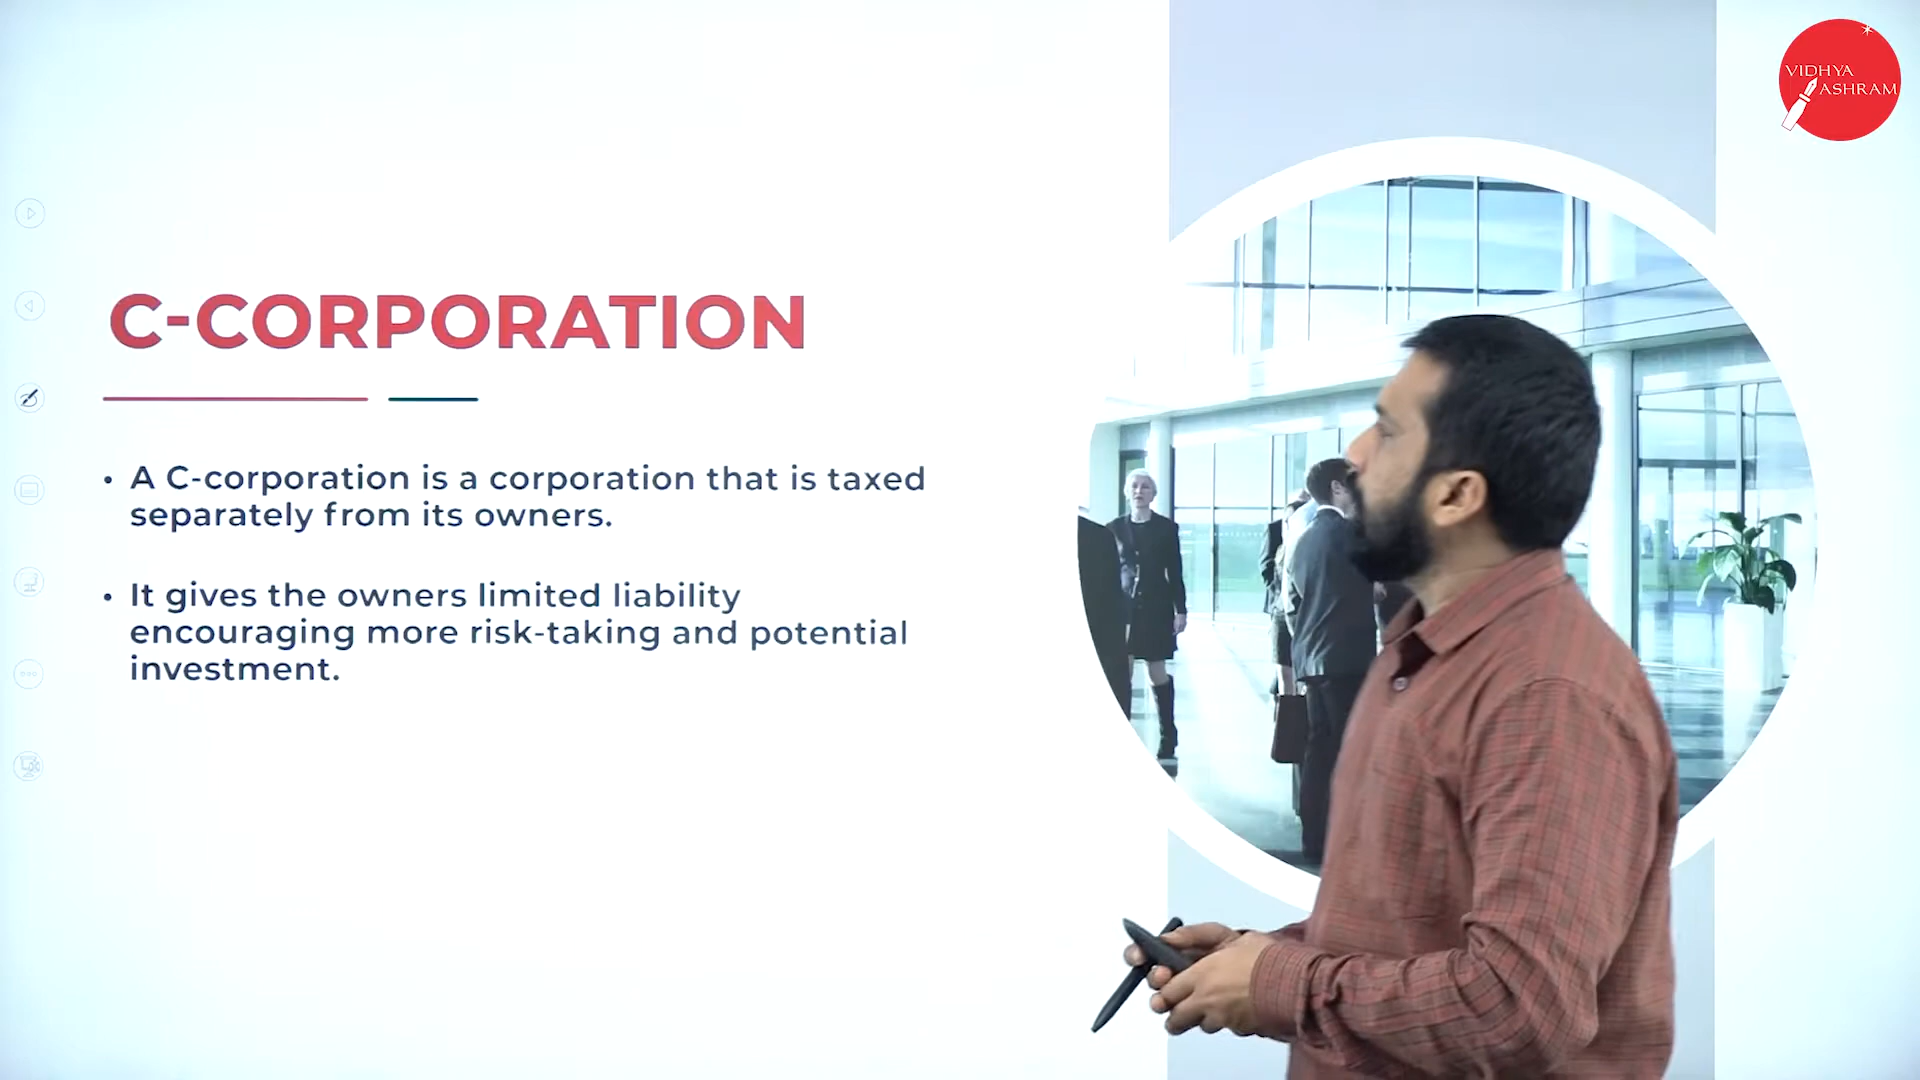 VIDHYA
ASHRAM
C-CORPORATION
• A C-corporation is a corporation that is taxed
separately from its owners.
• It gives the owners limited liability
encouraging more risk-taking and potential
investment.